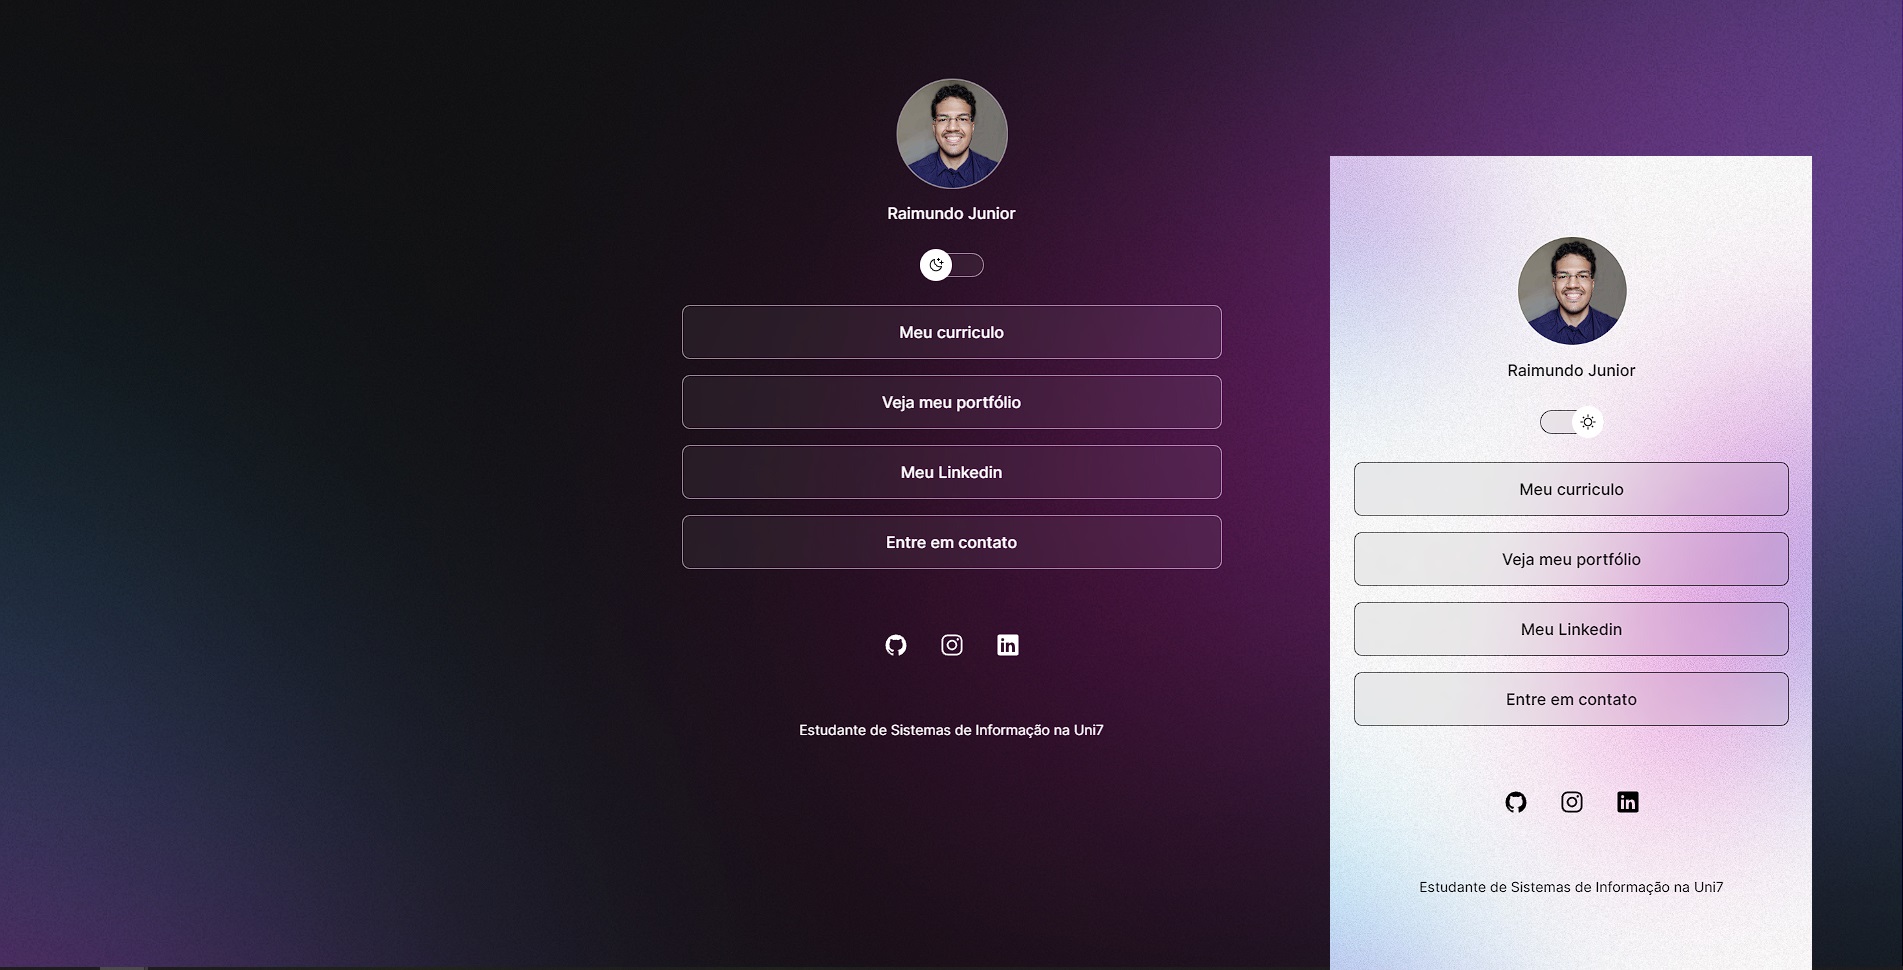 Raimundo Junior
Meu curriculo
Veja meu portfólio
Meu Linkedin
Entre em contato
in
Estudante de Sistemas de Informação na Uni7
Raimundo Junior
Meu curriculo
Veja meu portfólio
Meu Linkedin
Entre em contato
in
Estudante de Sistemas de Informação na Uni7